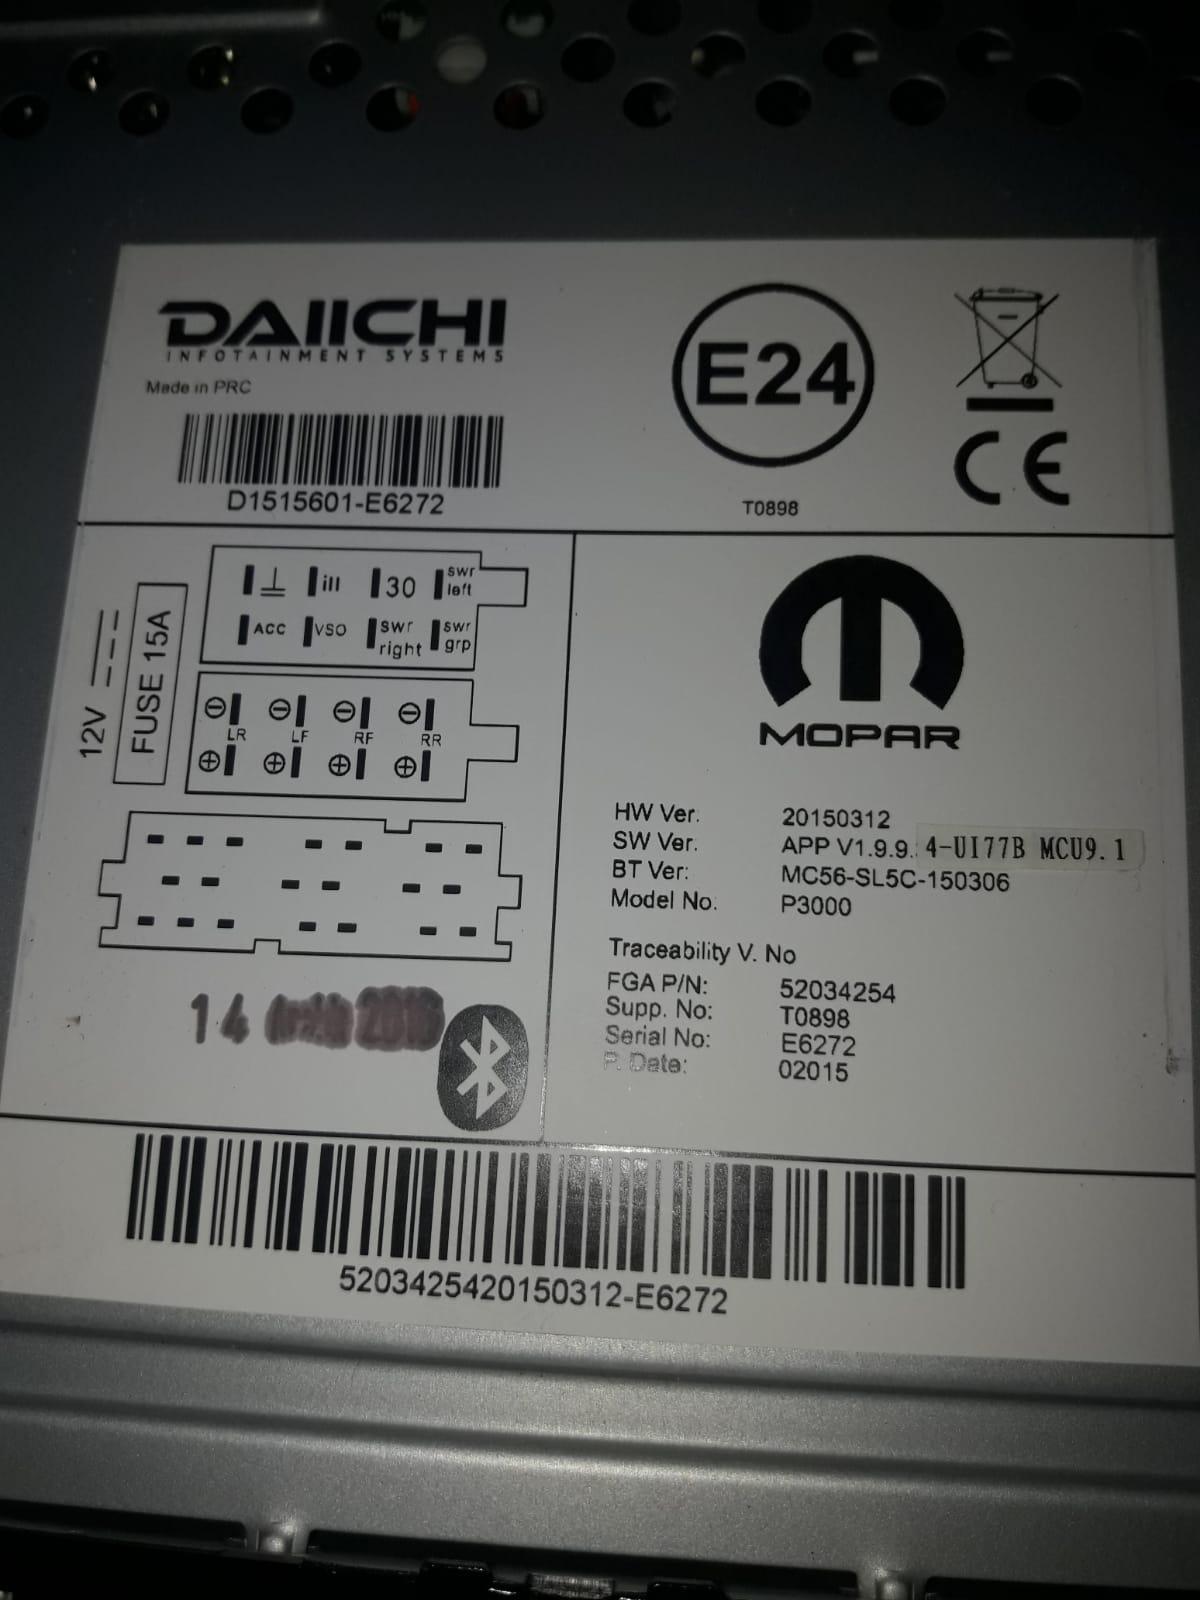 DAIICHI
INFOTAINMENT SYSTEMS
Made in PRC
D1515601-E6272
E24
T0898
CE
12V
FUSE 15A
ill 30 swr left
ACC VSO swr right swr grp
LR LF RF RR
14
MOPAR
HW Ver: 20150312
SW Ver: APP V1.9.9. 4-UI77B MCU9.1
BT Ver: MC56-SL5C-150306
Model No: P3000
Traceability V. No
FGA P/N: 52034254
Supp. No: T0898
Serial No: E6272
P. Date: 02015
5203425420150312-E6272